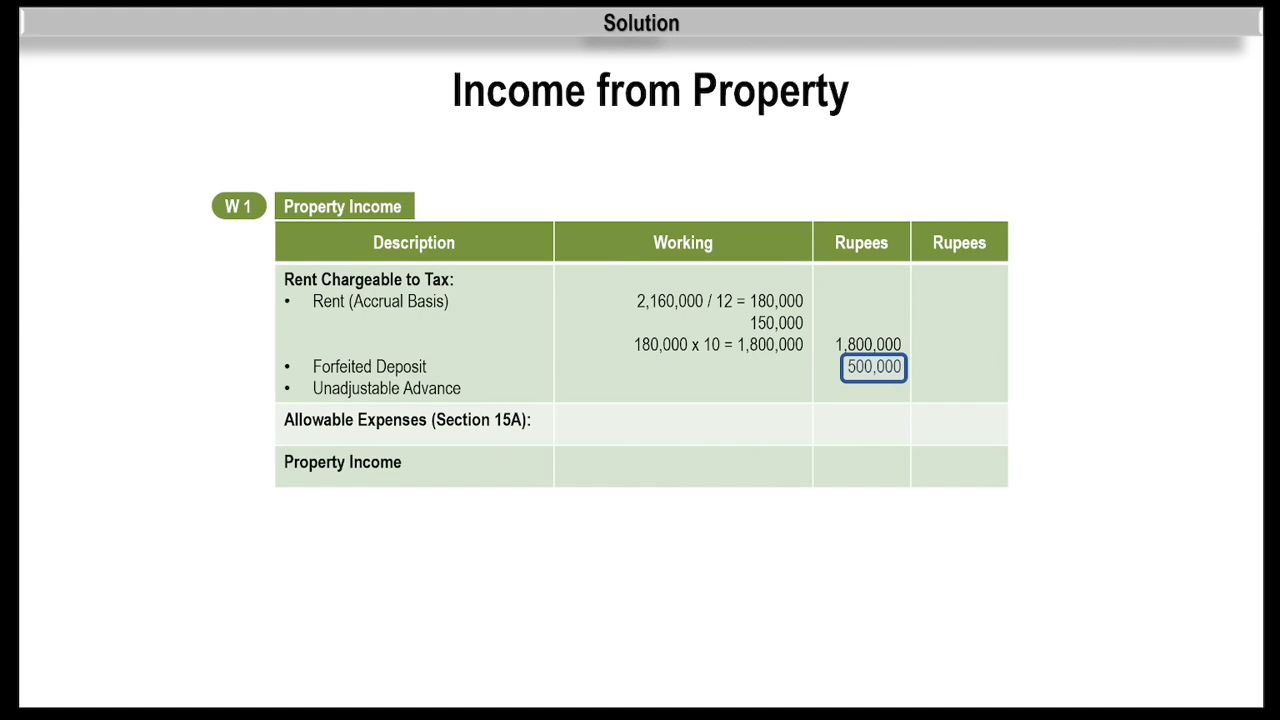 Solution
Income from Property
W 1 Property Income
Description Working Rupees Rupees
Rent Chargeable to Tax:
• Rent (Accrual Basis) 2,160,000 / 12 = 180,000
150,000
180,000 x 10 = 1,800,000 1,800,000
• Forfeited Deposit 500,000
• Unadjustable Advance
Allowable Expenses (Section 15A):
Property Income